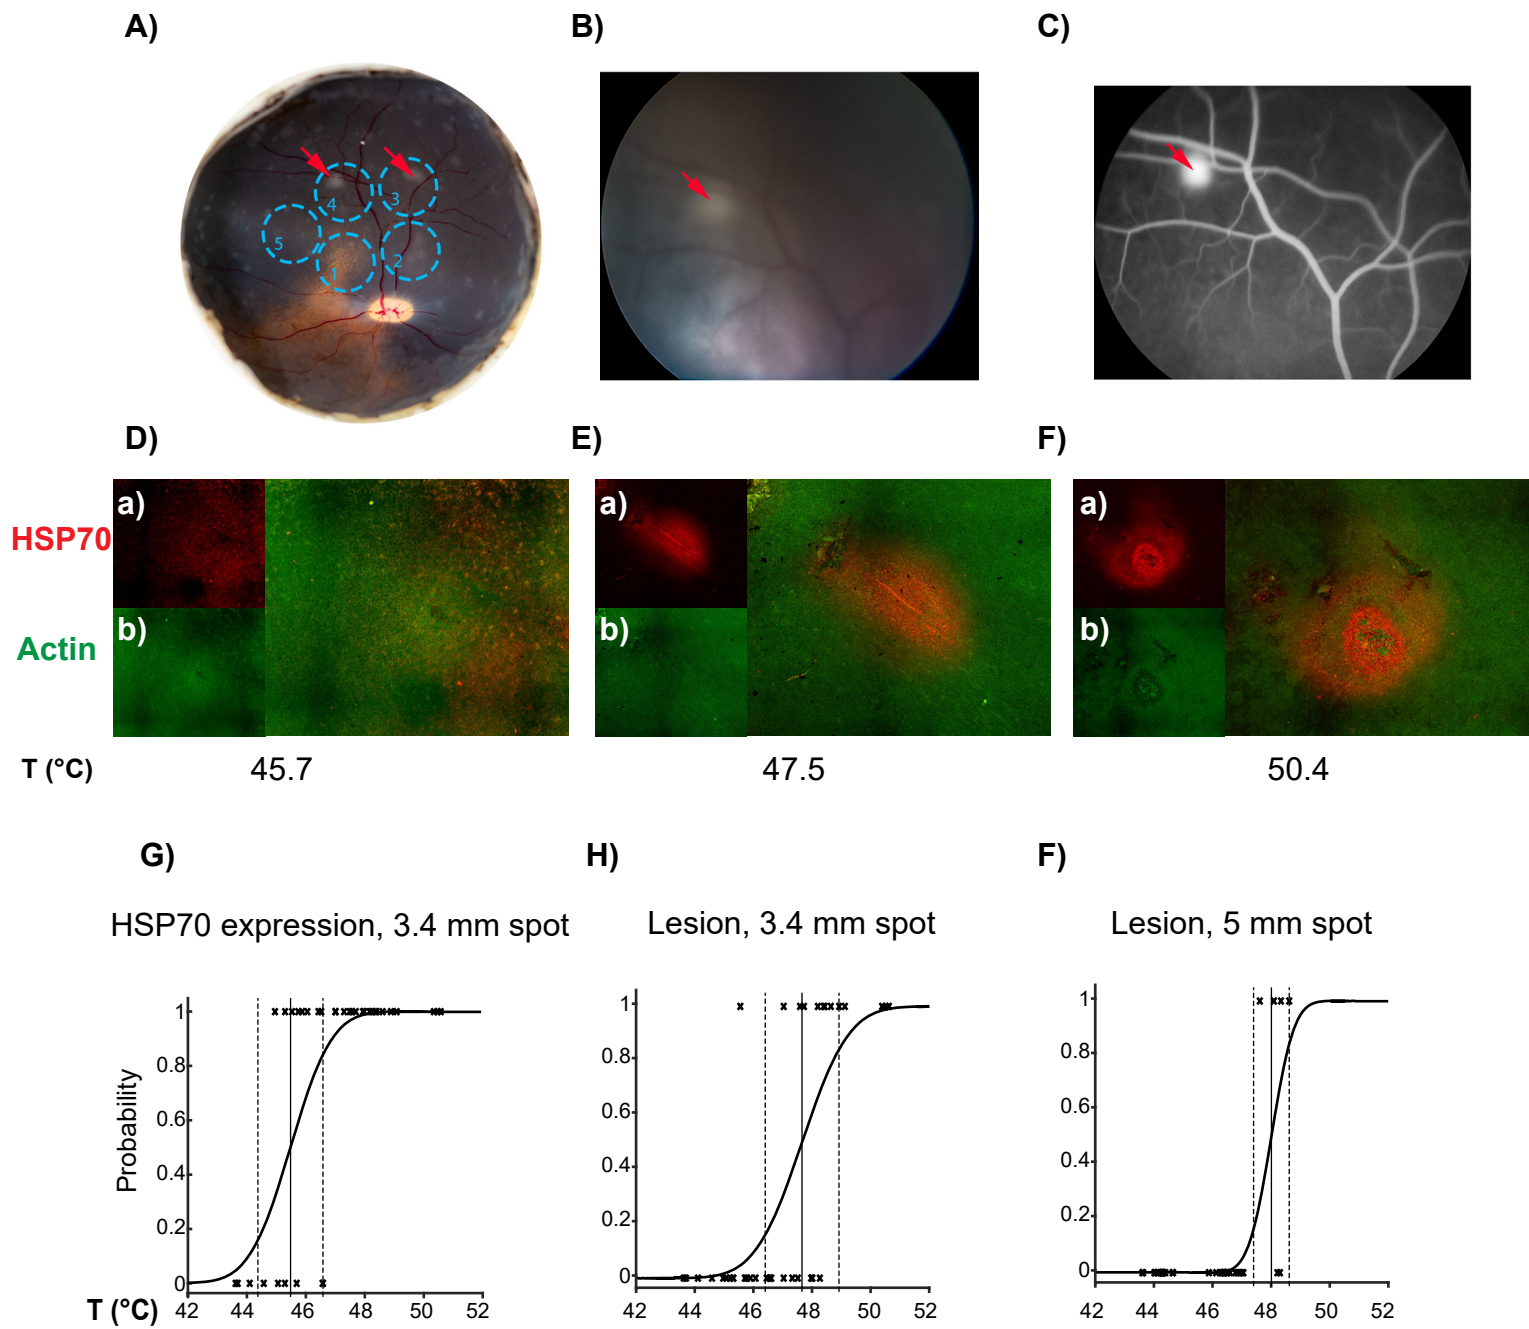 A)
B)
C)
4
3
5
1
2
D)
E)
F)
a)
a)
a)
HSP70
b)
b)
b)
Actin
T (°C)
45.7
47.5
50.4
G)
H)
F)
HSP70 expression, 3.4 mm spot
Lesion, 3.4 mm spot
Lesion, 5 mm spot
Probability
1
0.8
0.6
0.4
0.2
0
42 44 46 48 50 52
1
0.8
0.6
0.4
0.2
0
42 44 46 48 50 52
1
0.8
0.6
0.4
0.2
0
42 44 46 48 50 52
T (°C)